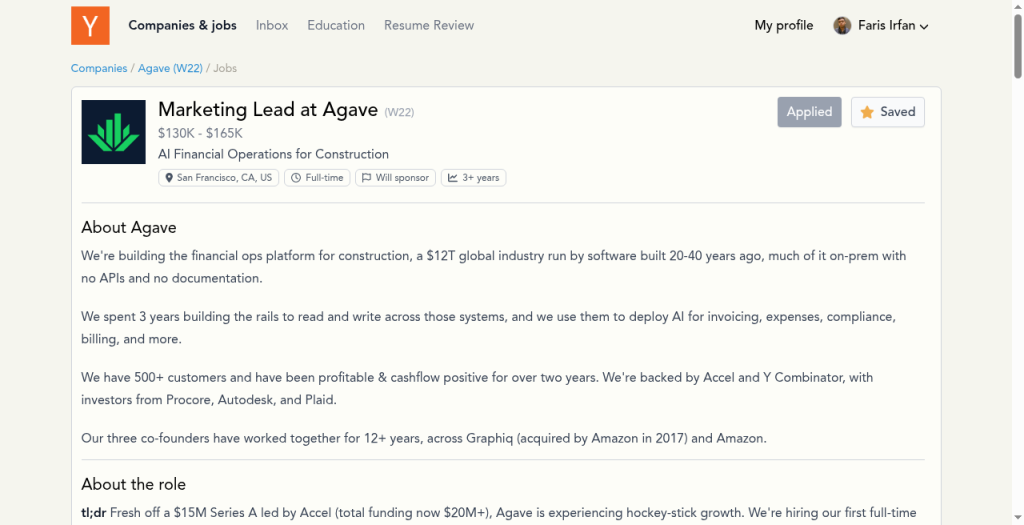 Y
Companies & jobs
Inbox
Education
Resume Review
My profile
Faris Irfan
Companies / Agave (W22) / Jobs
Marketing Lead at Agave (W22)
Applied
Saved
$130K - $165K
AI Financial Operations for Construction
San Francisco, CA, US
Full-time
Will sponsor
3+ years
About Agave
We're building the financial ops platform for construction, a $12T global industry run by software built 20-40 years ago, much of it on-prem with
no APIs and no documentation.
We spent 3 years building the rails to read and write across those systems, and we use them to deploy AI for invoicing, expenses, compliance,
billing, and more.
We have 500+ customers and have been profitable & cashflow positive for over two years. We're backed by Accel and Y Combinator, with
investors from Procore, Autodesk, and Plaid.
Our three co-founders have worked together for 12+ years, across Graphiq (acquired by Amazon in 2017) and Amazon.
About the role
tl;dr Fresh off a $15M Series A led by Accel (total funding now $20M+), Agave is experiencing hockey-stick growth. We're hiring our first full-time